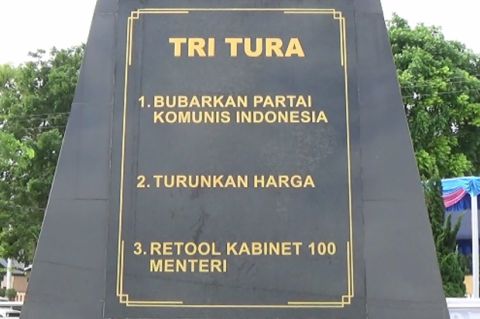 TRI TURA
1. BUBARKAN PARTAI
KOMUNIS INDONESIA
2. TURUNKAN HARGA
3. RETOOL KABINET 100
MENTERI